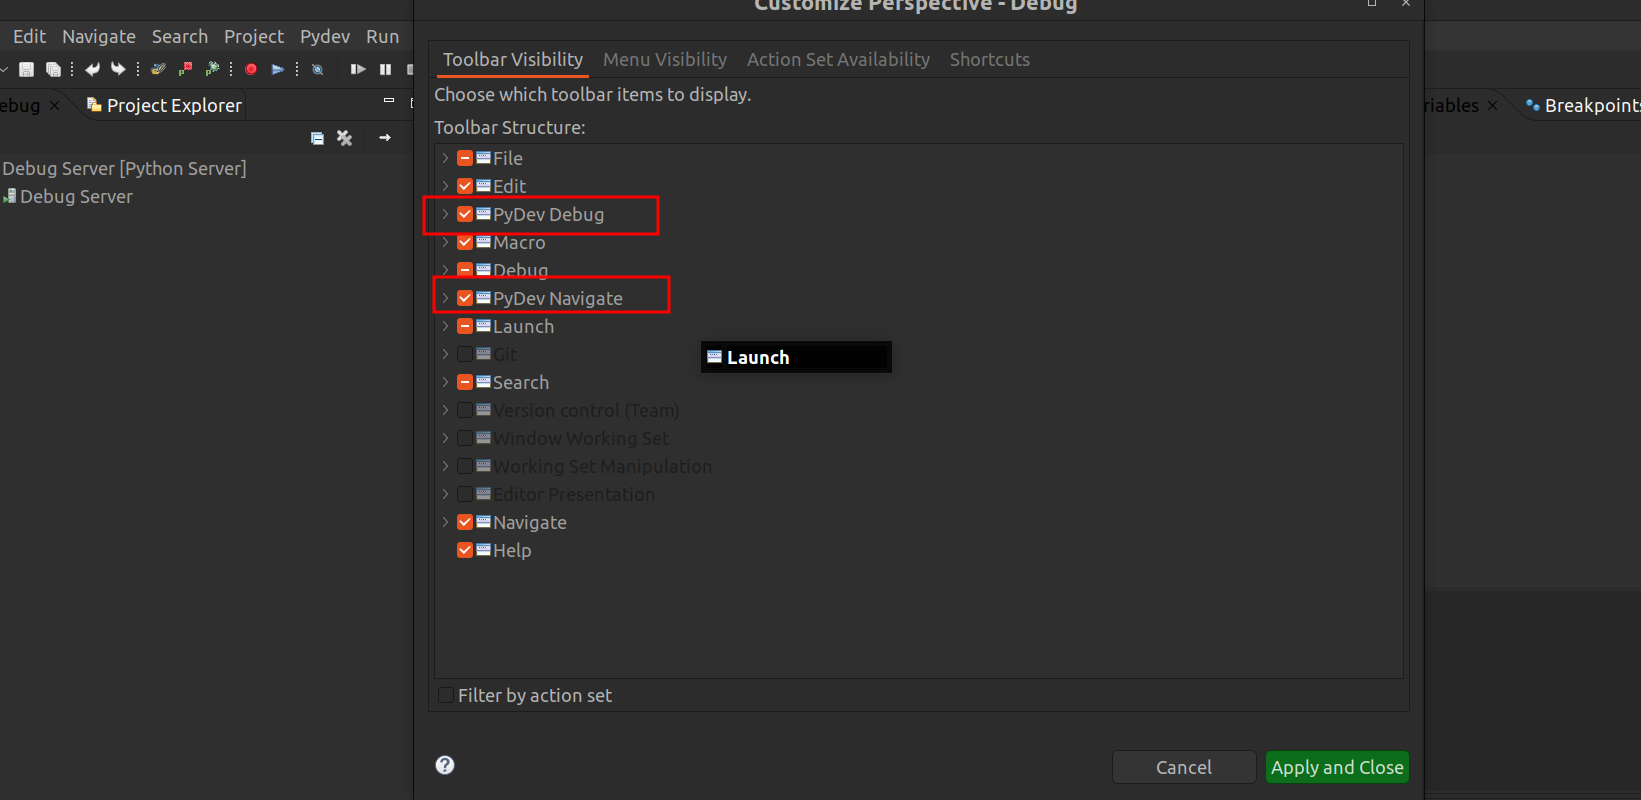 Customize Perspective - Debug
Edit Navigate Search Project Pydev Run
ebug
Project Explorer
Debug Server [Python Server]
Debug Server
Toolbar Visibility Menu Visibility Action Set Availability Shortcuts
Choose which toolbar items to display.
Toolbar Structure:
File
Edit
PyDev Debug
Macro
Debug
PyDev Navigate
Launch
Git
Launch
Search
Version control (Team)
Window Working Set
Working Set Manipulation
Editor Presentation
Navigate
Help
Filter by action set
Cancel
Apply and Close
riables
Breakpoints